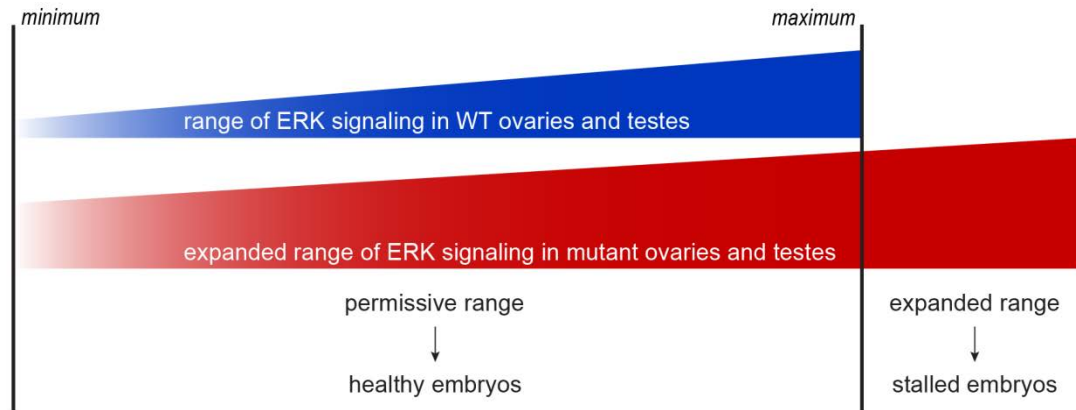 minimum
maximum
range of ERK signaling in WT ovaries and testes
expanded range of ERK signaling in mutant ovaries and testes
permissive range
expanded range
healthy embryos
stalled embryos